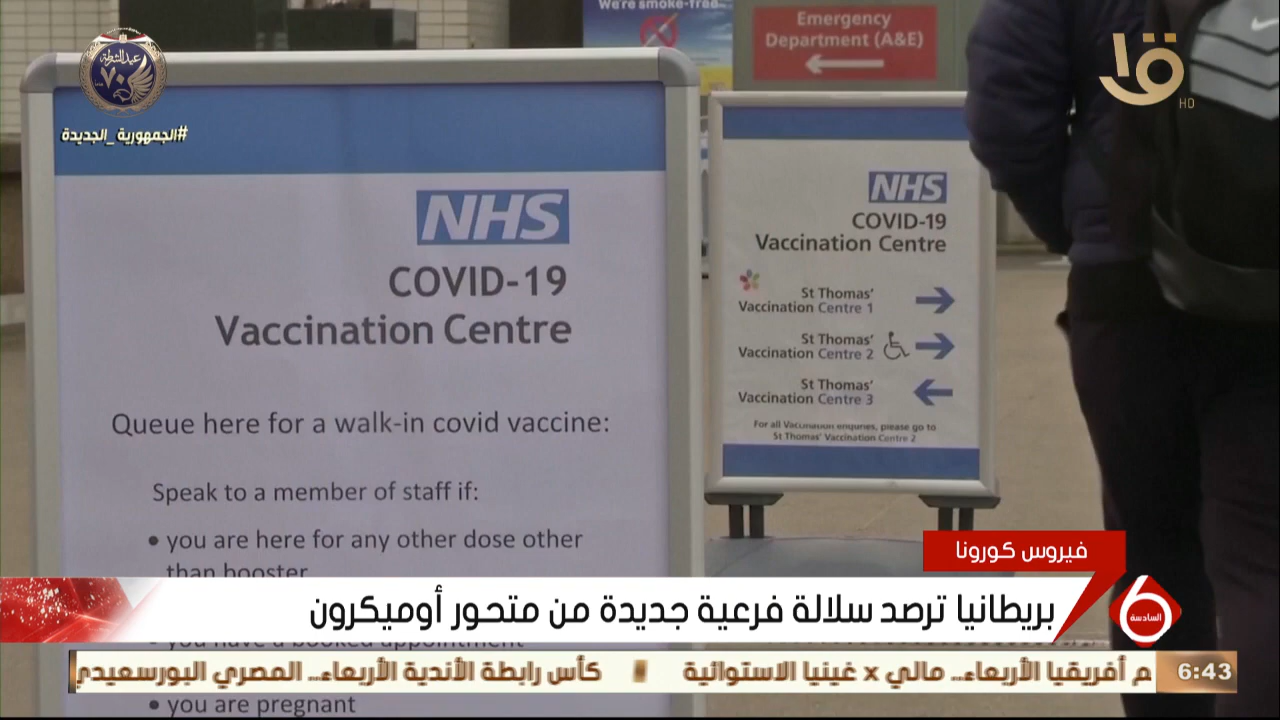 We're smoke-free
Emergency
Department (A&E)
عيد الشرطة
٧٠
#الجمهورية_الجديدة
HD
NHS
COVID-19
Vaccination Centre
Queue here for a walk-in covid vaccine:
Speak to a member of staff if:
• you are here for any other dose other
than booster
• you are pregnant
NHS
COVID-19
Vaccination Centre
St Thomas'
Vaccination Centre 1
St Thomas'
Vaccination Centre 2
St Thomas'
Vaccination Centre 3
For all Vaccination enquiries, please go to
St Thomas' Vaccination Centre 2
فيروس كورونا
بريطانيا ترصد سلالة فرعية جديدة من متحور أوميكرون
السادسة
6:43
م أفريقيا الأربعاء.. مالي x غينيا الاستوائية
كأس رابطة الأندية الأربعاء.. المصري البورسعيدي